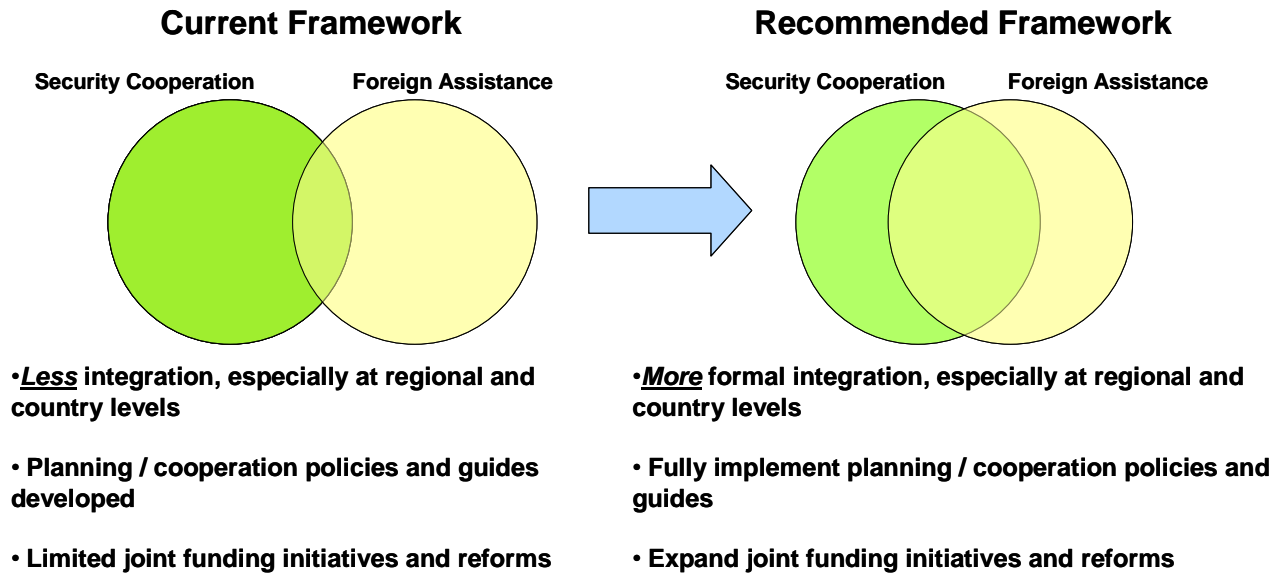 Current Framework
Security Cooperation
Foreign Assistance
•Less integration, especially at regional and
country levels
• Planning / cooperation policies and guides
developed
• Limited joint funding initiatives and reforms
Recommended Framework
Security Cooperation
Foreign Assistance
•More formal integration, especially at regional and
country levels
• Fully implement planning / cooperation policies and
guides
• Expand joint funding initiatives and reforms